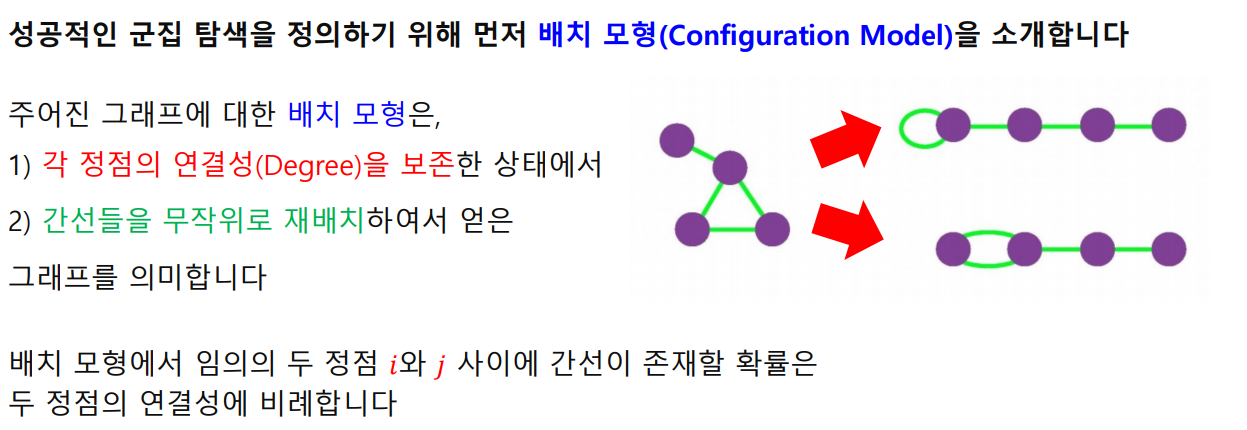 성공적인 군집 탐색을 정의하기 위해 먼저 배치 모형(Configuration Model)을 소개합니다
주어진 그래프에 대한 배치 모형은,
1) 각 정점의 연결성(Degree)을 보존한 상태에서
2) 간선들을 무작위로 재배치하여서 얻은
그래프를 의미합니다
배치 모형에서 임의의 두 정점 i와 j 사이에 간선이 존재할 확률은
두 정점의 연결성에 비례합니다